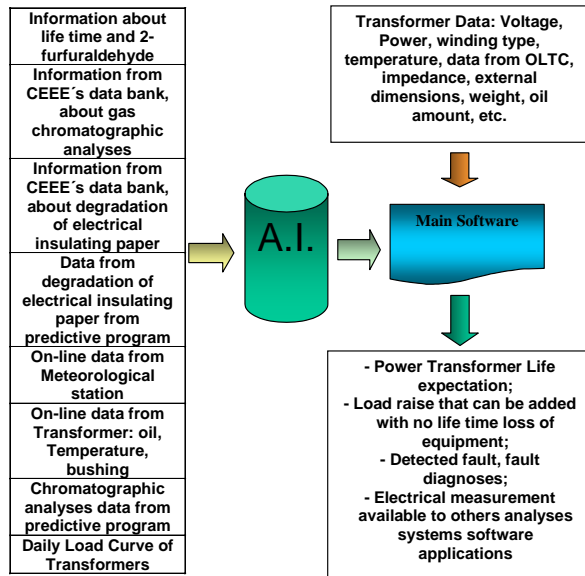 Information about
life time and 2-
furfuraldehyde
Information from
CEEE´s data bank,
about gas
chromatographic
analyses
Information from
CEEE´s data bank,
about degradation
of electrical
insulating paper
Data from
degradation of
electrical insulating
paper from
predictive program
On-line data from
Meteorological
station
On-line data from
Transformer: oil,
Temperature,
bushing
Chromatographic
analyses data from
predictive program
Daily Load Curve of
Transformers
A.I.
Transformer Data: Voltage,
Power, winding type,
temperature, data from OLTC,
impedance, external
dimensions, weight, oil
amount, etc.
Main Software
- Power Transformer Life
expectation;
- Load raise that can be added
with no life time loss of
equipment;
- Detected fault, fault
diagnoses;
- Electrical measurement
available to others analyses
systems software
applications